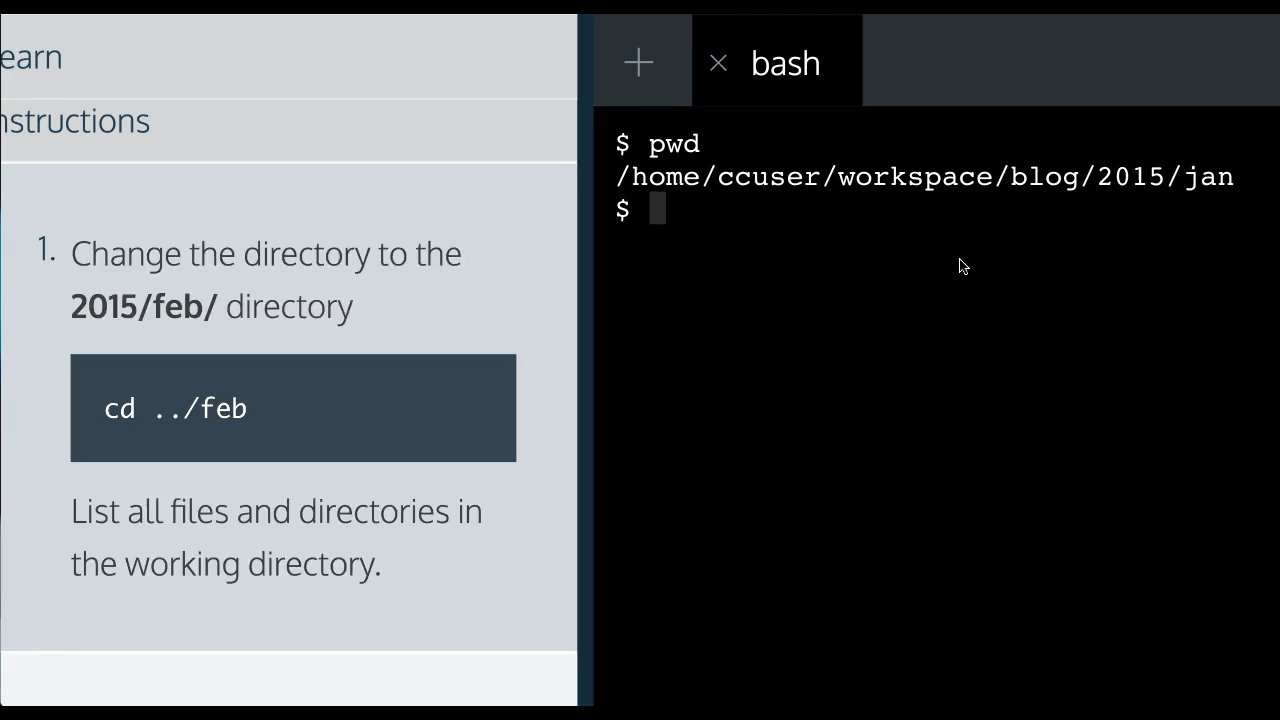 earn
nstructions
1. Change the directory to the
2015/feb/ directory
cd ../feb
List all files and directories in
the working directory.
bash
$ pwd
/home/ccuser/workspace/blog/2015/jan
$